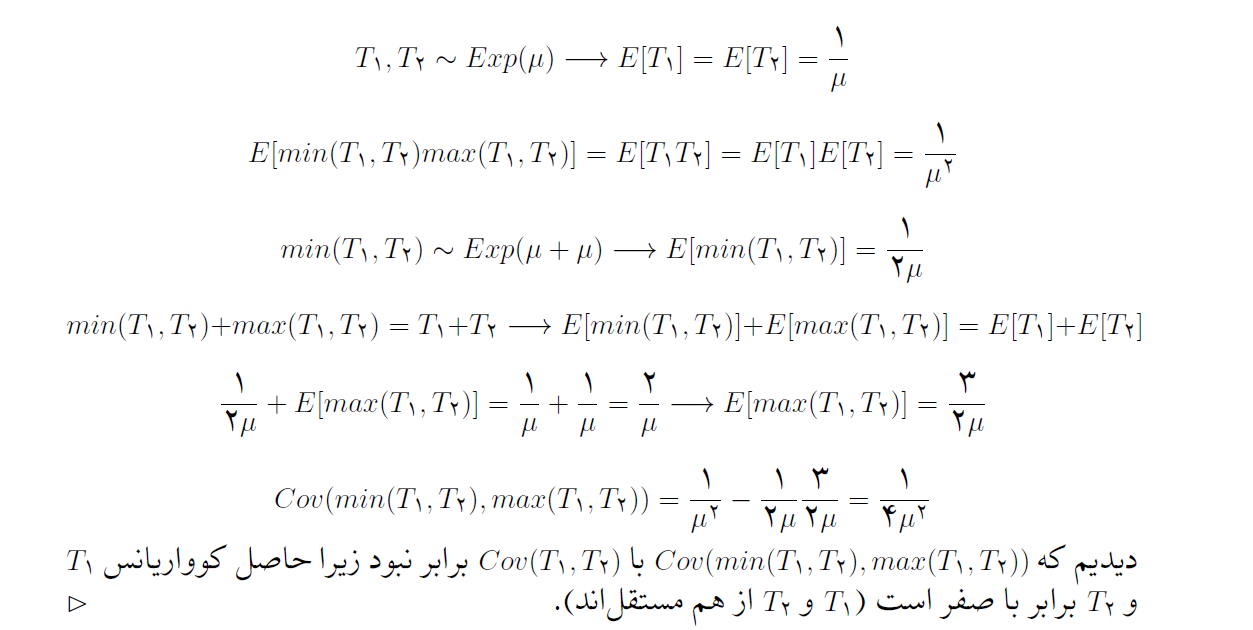 T۱, T۲ ∼ Exp(μ) ⟶ E[T۱] = E[T۲] = ۱/μ
E[min(T۱, T۲)max(T۱, T۲)] = E[T۱T۲] = E[T۱]E[T۲] = ۱/μ^۲
min(T۱, T۲) ∼ Exp(μ + μ) ⟶ E[min(T۱, T۲)] = ۱/۲μ
min(T۱, T۲)+max(T۱, T۲) = T۱+T۲ ⟶ E[min(T۱, T۲)]+E[max(T۱, T۲)] = E[T۱]+E[T۲]
۱/۲μ + E[max(T۱, T۲)] = ۱/μ + ۱/μ = ۲/μ ⟶ E[max(T۱, T۲)] = ۳/۲μ
Cov(min(T۱, T۲), max(T۱, T۲)) = ۱/μ^۲ − ۱/۲μ ۳/۲μ = ۱/۴μ^۲
دیدیم که Cov(min(T۱, T۲), max(T۱, T۲)) با Cov(T۱, T۲) برابر نبود زیرا حاصل کوواریانس T۱
و T۲ برابر با صفر است (T۱ و T۲ از هم مستقل‌اند). ▷